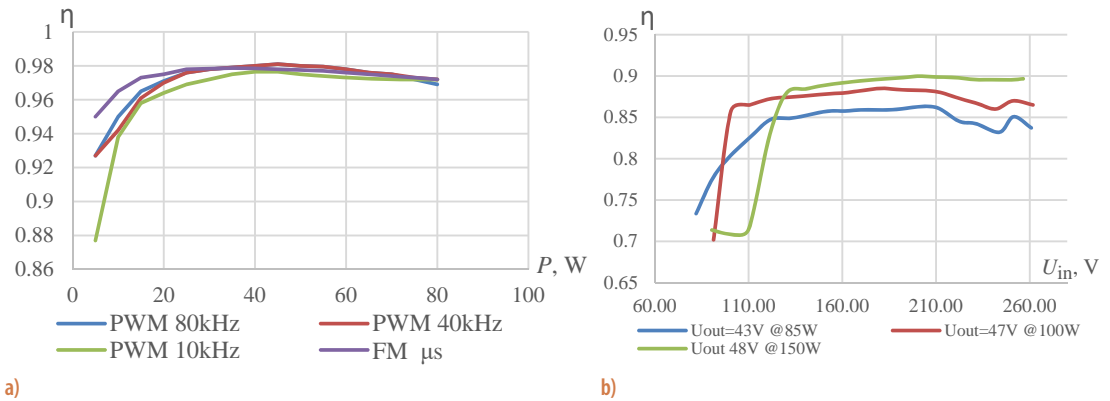 η
1
0.98
0.96
0.94
0.92
0.9
0.88
0.86
0 20 40 60 80 100
P, W
PWM 80kHz PWM 40kHz
PWM 10kHz FM μs
a)
η
0.95
0.9
0.85
0.8
0.75
0.7
0.65
60.00 110.00 160.00 210.00 260.00
Uin, V
Uout=43V @85W Uout=47V @100W
Uout 48V @150W
b)